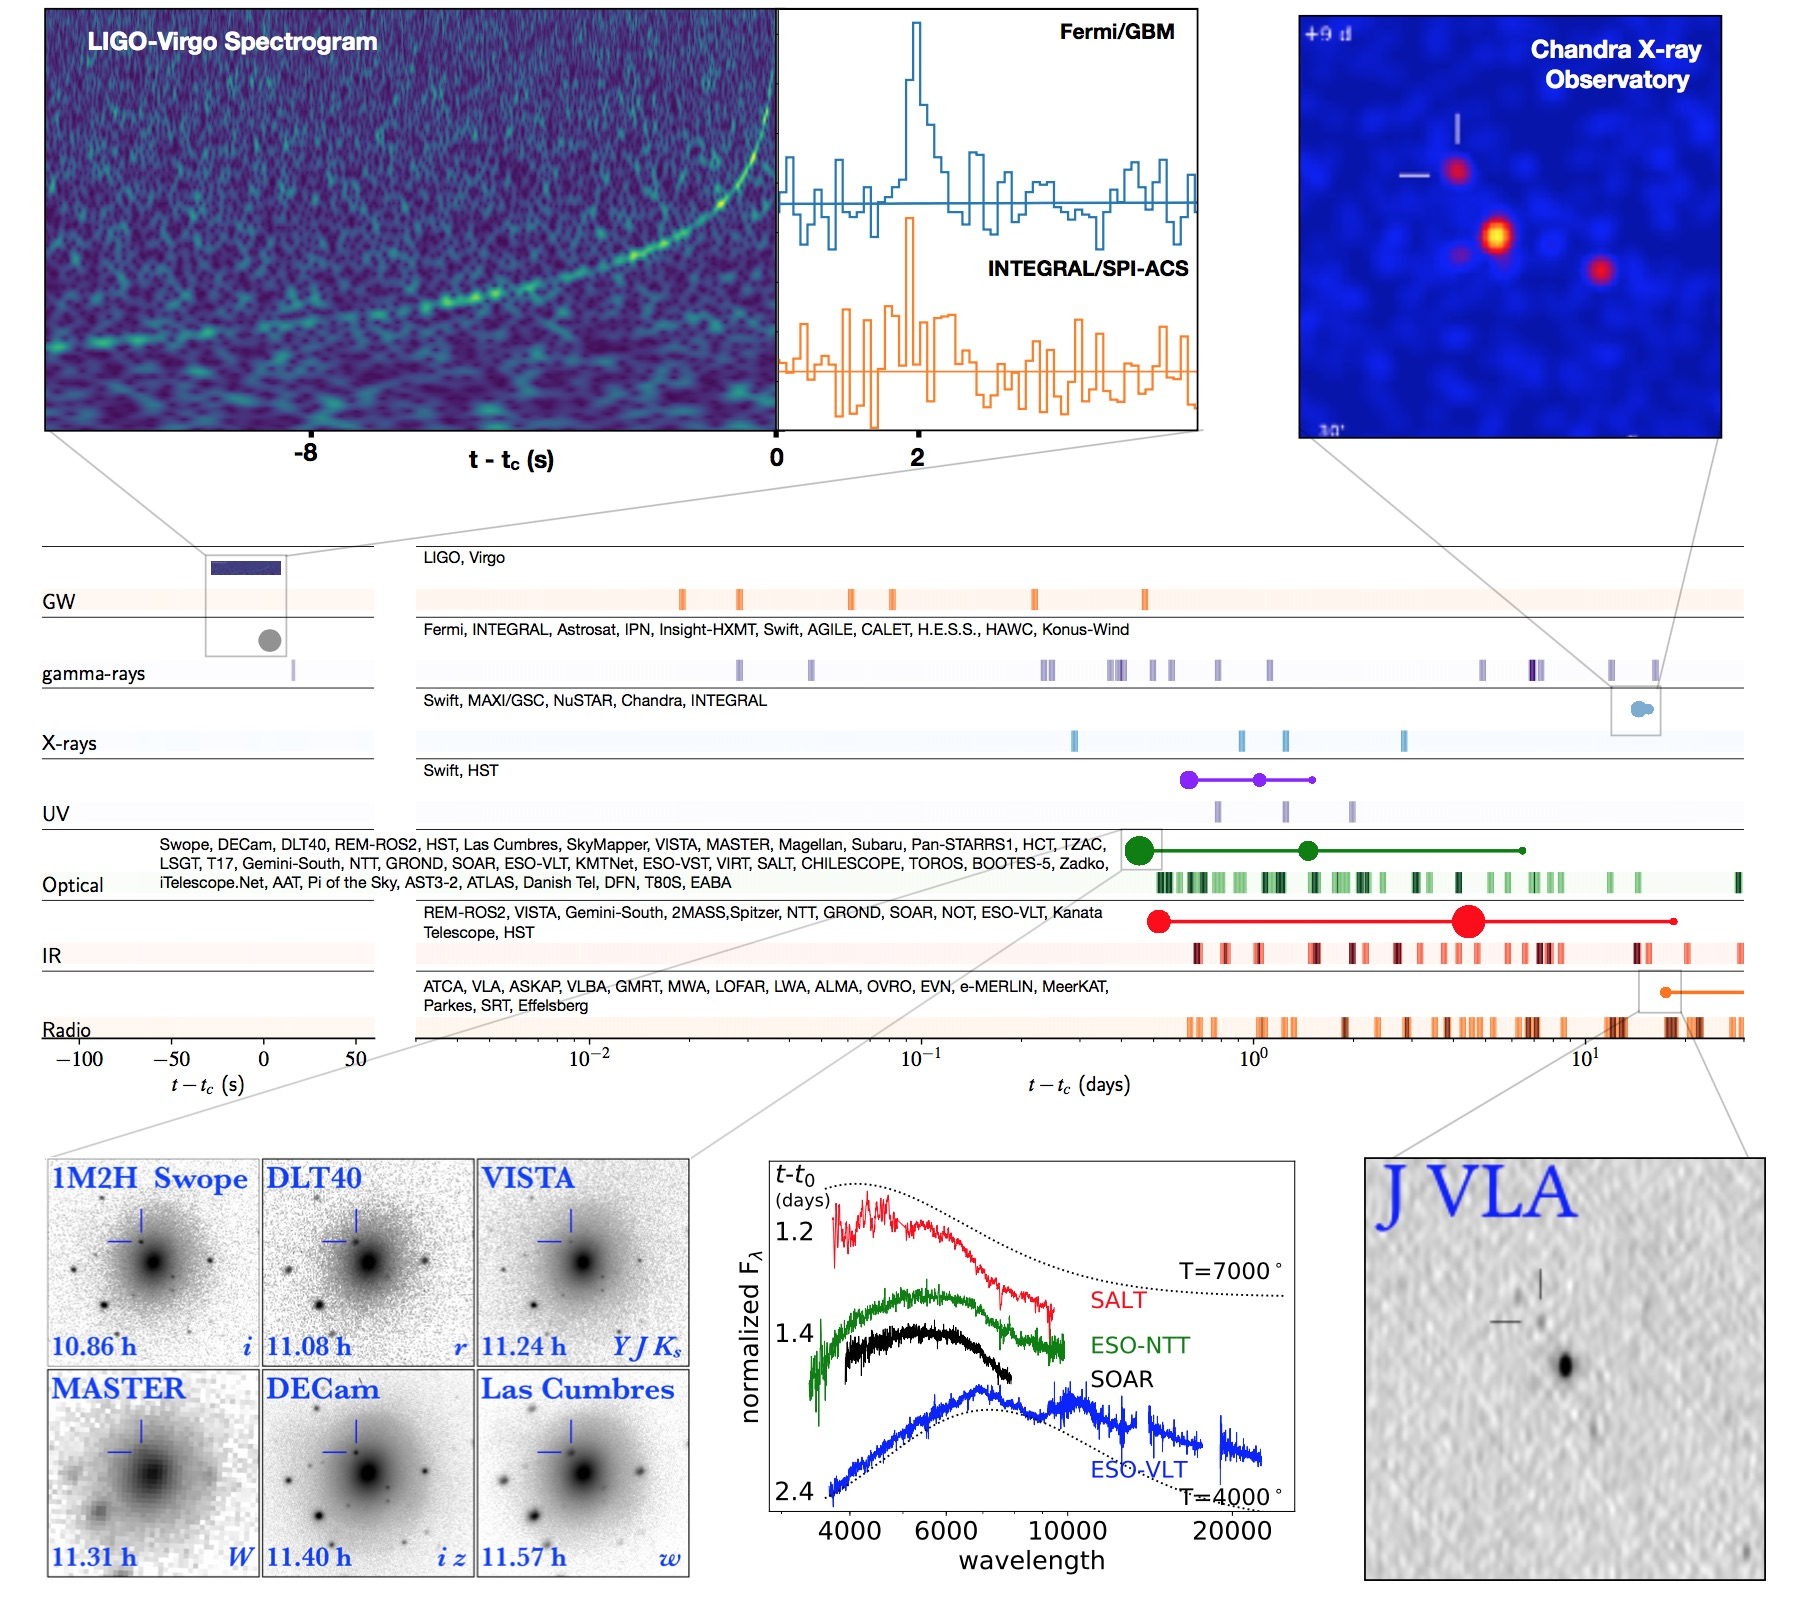 LIGO-Virgo Spectrogram
Fermi/GBM
INTEGRAL/SPI-ACS
-8
t - tc (s)
0
2
+9 d
Chandra X-ray
Observatory
30'
LIGO, Virgo
GW
Fermi, INTEGRAL, Astrosat, IPN, Insight-HXMT, Swift, AGILE, CALET, H.E.S.S., HAWC, Konus-Wind
gamma-rays
Swift, MAXI/GSC, NuSTAR, Chandra, INTEGRAL
X-rays
Swift, HST
UV
Swope, DECam, DLT40, REM-ROS2, HST, Las Cumbres, SkyMapper, VISTA, MASTER, Magellan, Subaru, Pan-STARRS1, HCT, TZAC,
LSGT, T17, Gemini-South, NTT, GROND, SOAR, ESO-VLT, KMTNet, ESO-VST, VIRT, SALT, CHILESCOPE, TOROS, BOOTES-5, Zadko,
iTelescope.Net, AAT, Pi of the Sky, AST3-2, ATLAS, Danish Tel, DFN, T80S, EABA
Optical
REM-ROS2, VISTA, Gemini-South, 2MASS,Spitzer, NTT, GROND, SOAR, NOT, ESO-VLT, Kanata
Telescope, HST
IR
ATCA, VLA, ASKAP, VLBA, GMRT, MWA, LOFAR, LWA, ALMA, OVRO, EVN, e-MERLIN, MeerKAT,
Parkes, SRT, Effelsberg
Radio
−100 −50 0 50
t−tc (s)
10⁻² 10⁻¹ 10⁰ 10¹
t−tc (days)
1M2H Swope
10.86 h i
DLT40
11.08 h r
VISTA
11.24 h Y J Ks
MASTER
11.31 h W
DECam
11.40 h i z
Las Cumbres
11.57 h w
t-t0
(days)
1.2
1.4
2.4
normalized Fλ
T=7000°
SALT
ESO-NTT
SOAR
ESO-VLT
T=4000°
4000 6000 10000 20000
wavelength
J VLA